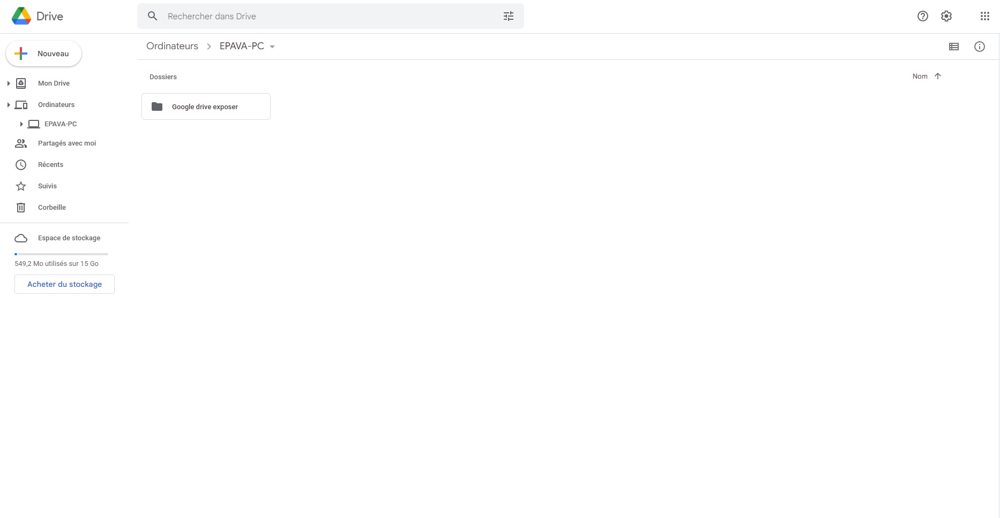 Drive
Rechercher dans Drive
Nouveau
Ordinateurs
EPAVA-PC
Mon Drive
Ordinateurs
EPAVA-PC
Partagés avec moi
Récents
Suivis
Corbeille
Espace de stockage
549,2 Mo utilisés sur 15 Go
Acheter du stockage
Dossiers
Nom
Google drive exposer